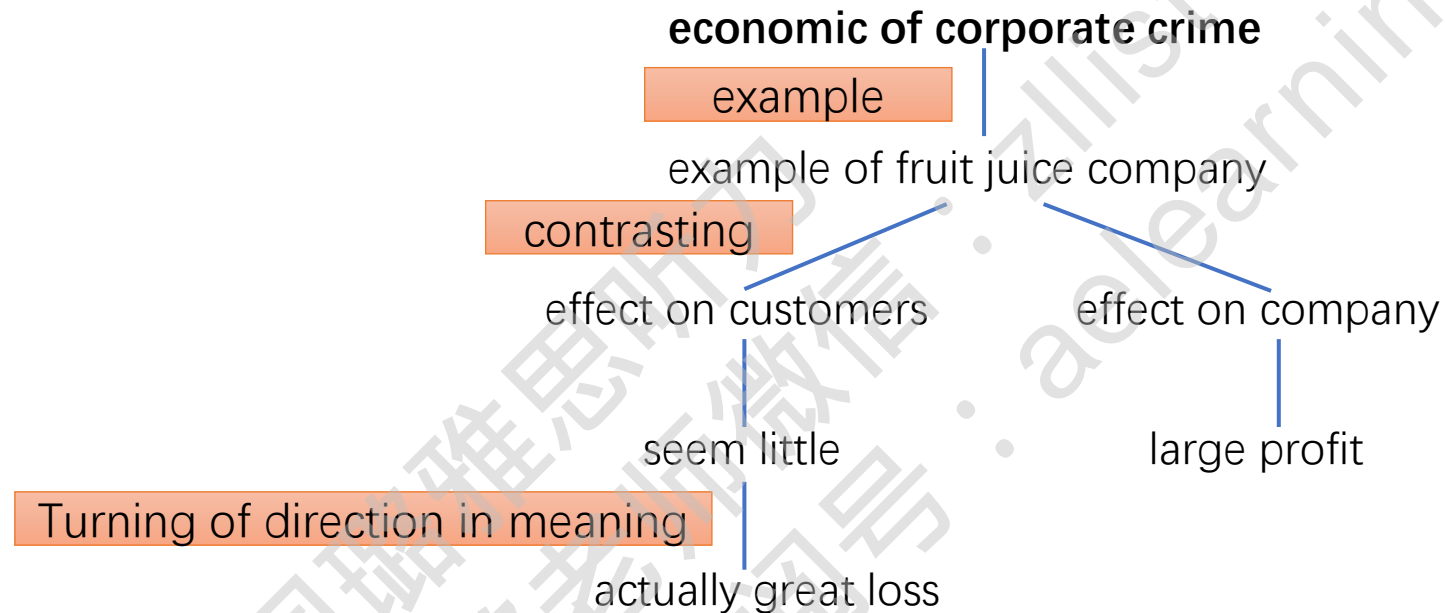 economic of corporate crime
example
example of fruit juice company
contrasting
effect on customers effect on company
seem little large profit
Turning of direction in meaning
actually great loss